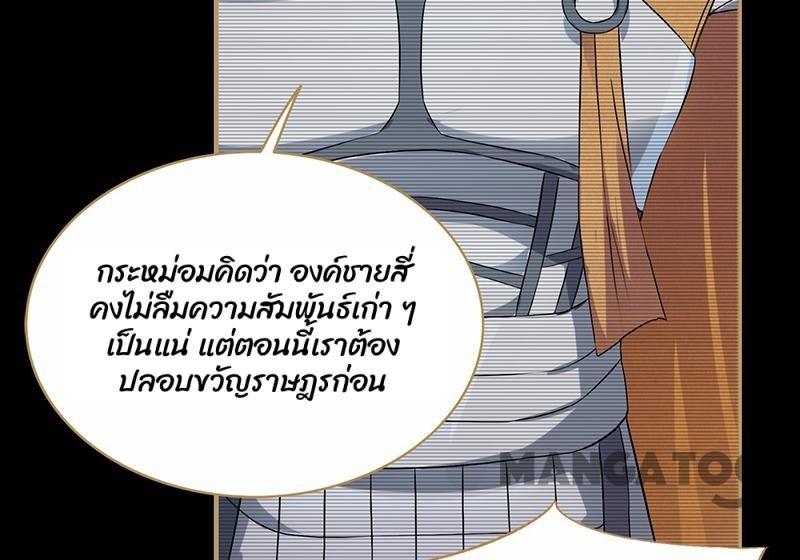 กระหม่อมคิดว่า องค์ชายสี่
คงไม่ลืมความสัมพันธ์เก่า ๆ
เป็นแน่ แต่ตอนนี้เราต้อง
ปลอบขวัญราษฎรก่อน
MANGATOON